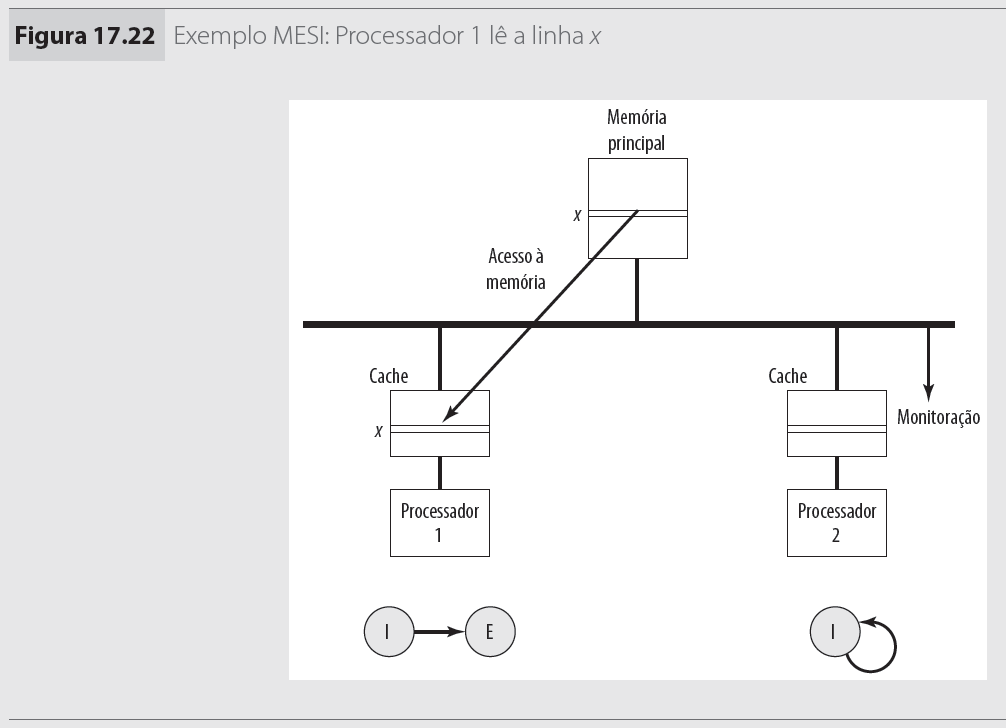 Figura 17.22 Exemplo MESI: Processador 1 lê a linha x
Memória
principal
x
Acesso à
memória
Cache
Cache
Monitoração
x
Processador
1
Processador
2
I
E
I